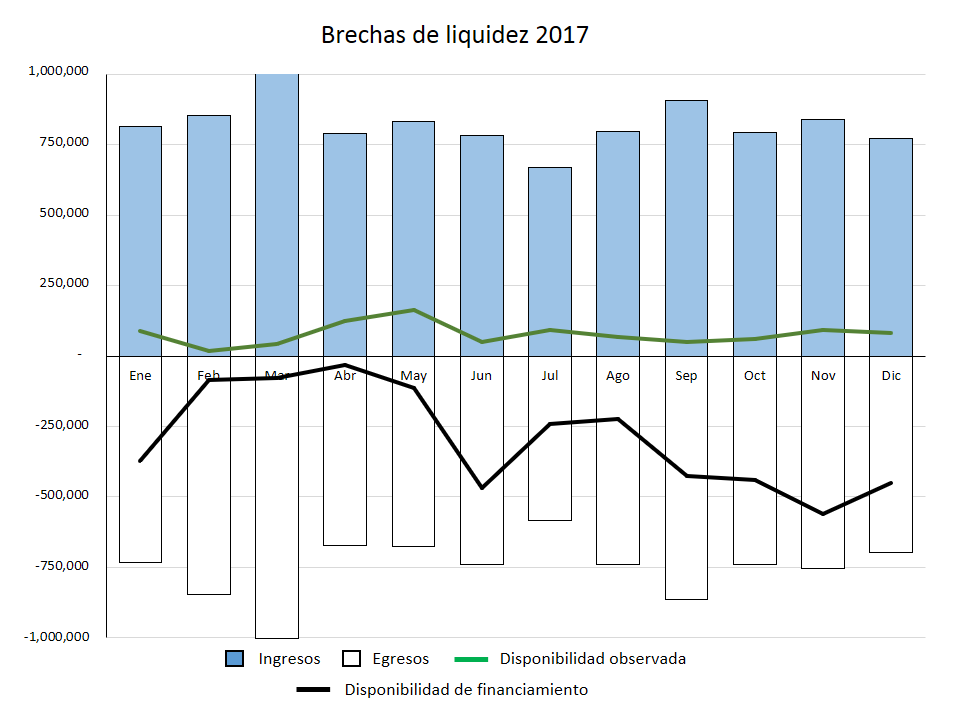 Brechas de liquidez 2017
1,000,000
750,000
500,000
250,000
-
Ene Feb Mar Abr May Jun Jul Ago Sep Oct Nov Dic
-250,000
-500,000
-750,000
-1,000,000
Ingresos Egresos Disponibilidad observada
Disponibilidad de financiamiento